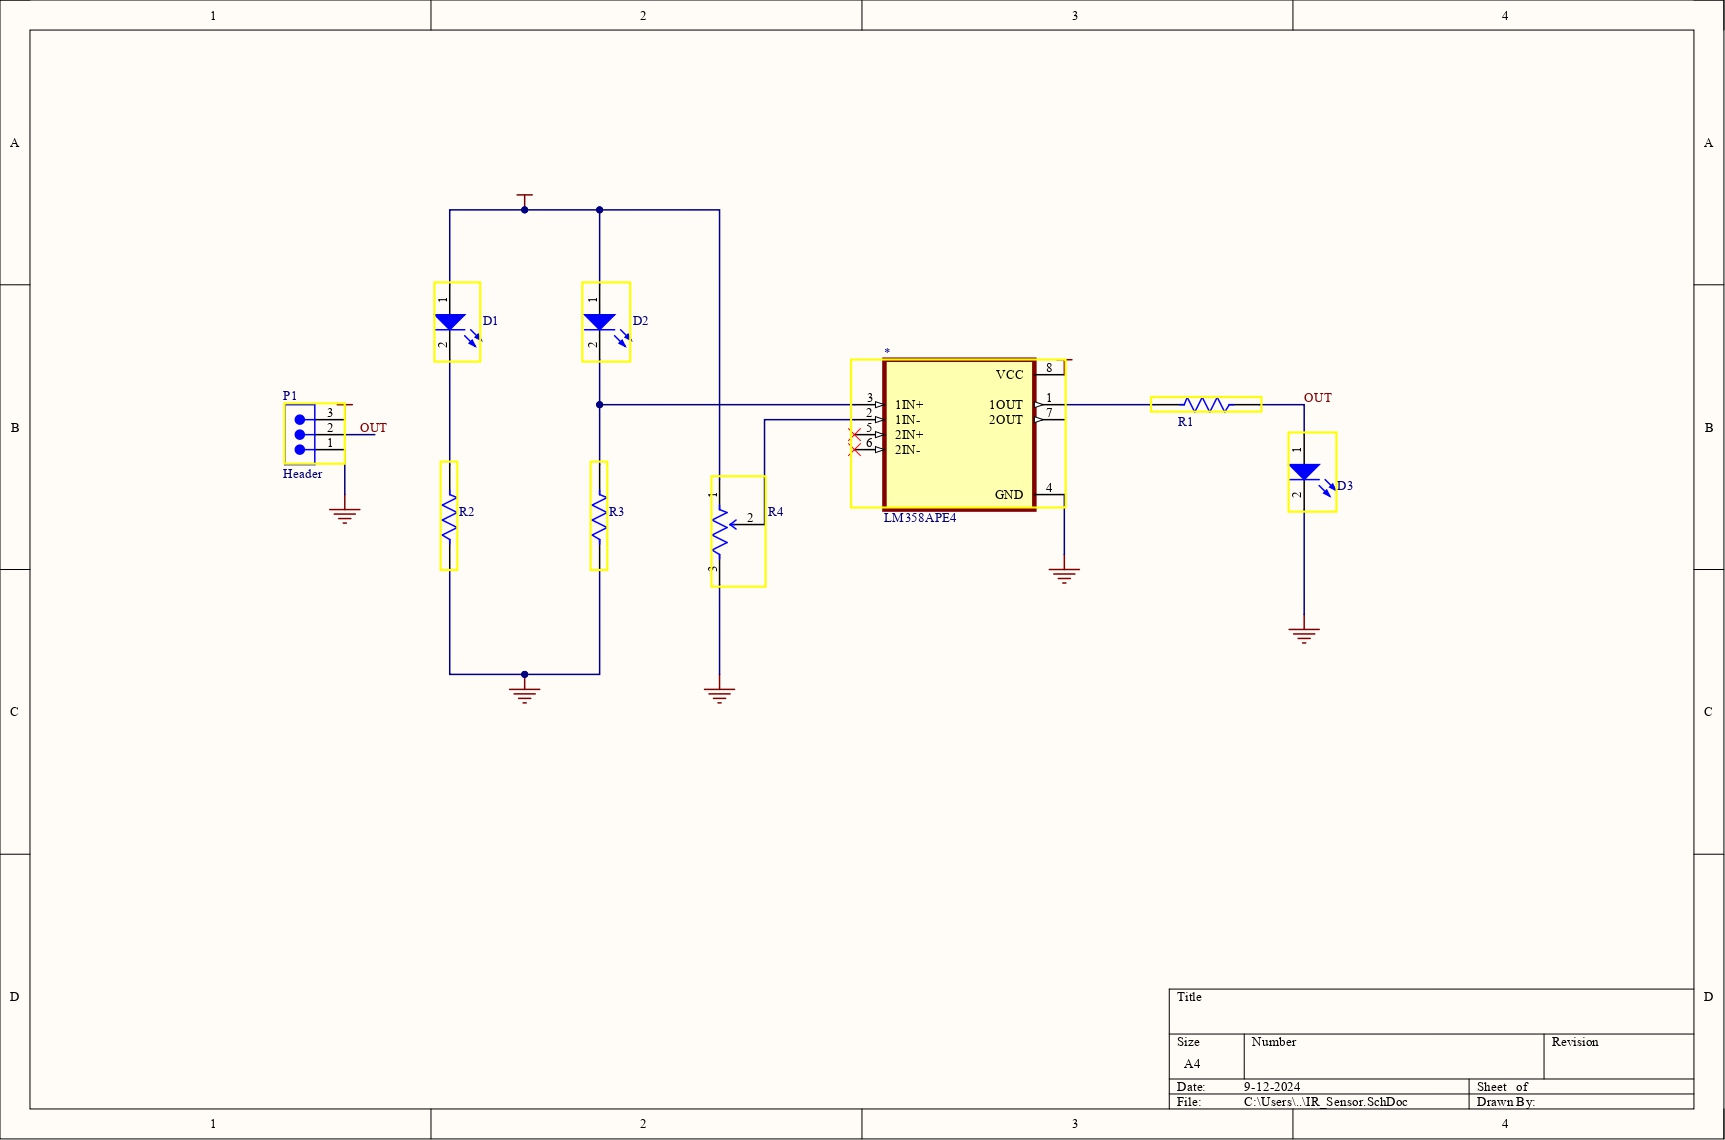 1 2 3 4
A A
1 1
D1 D2
2 2
*
VCC 8
P1
3
2 OUT
1
Header
3 1IN+ 1OUT 1
2 1IN- 2OUT 7
5 2IN+
6 2IN-
OUT
R1
B B
1
D3
2
GND 4
LM358APE4
R2 R3
1
2 R4
3
C C
D D
Title
Size Number Revision
A4
Date: 9-12-2024 Sheet of
File: C:\Users\..\IR_Sensor.SchDoc Drawn By:
1 2 3 4